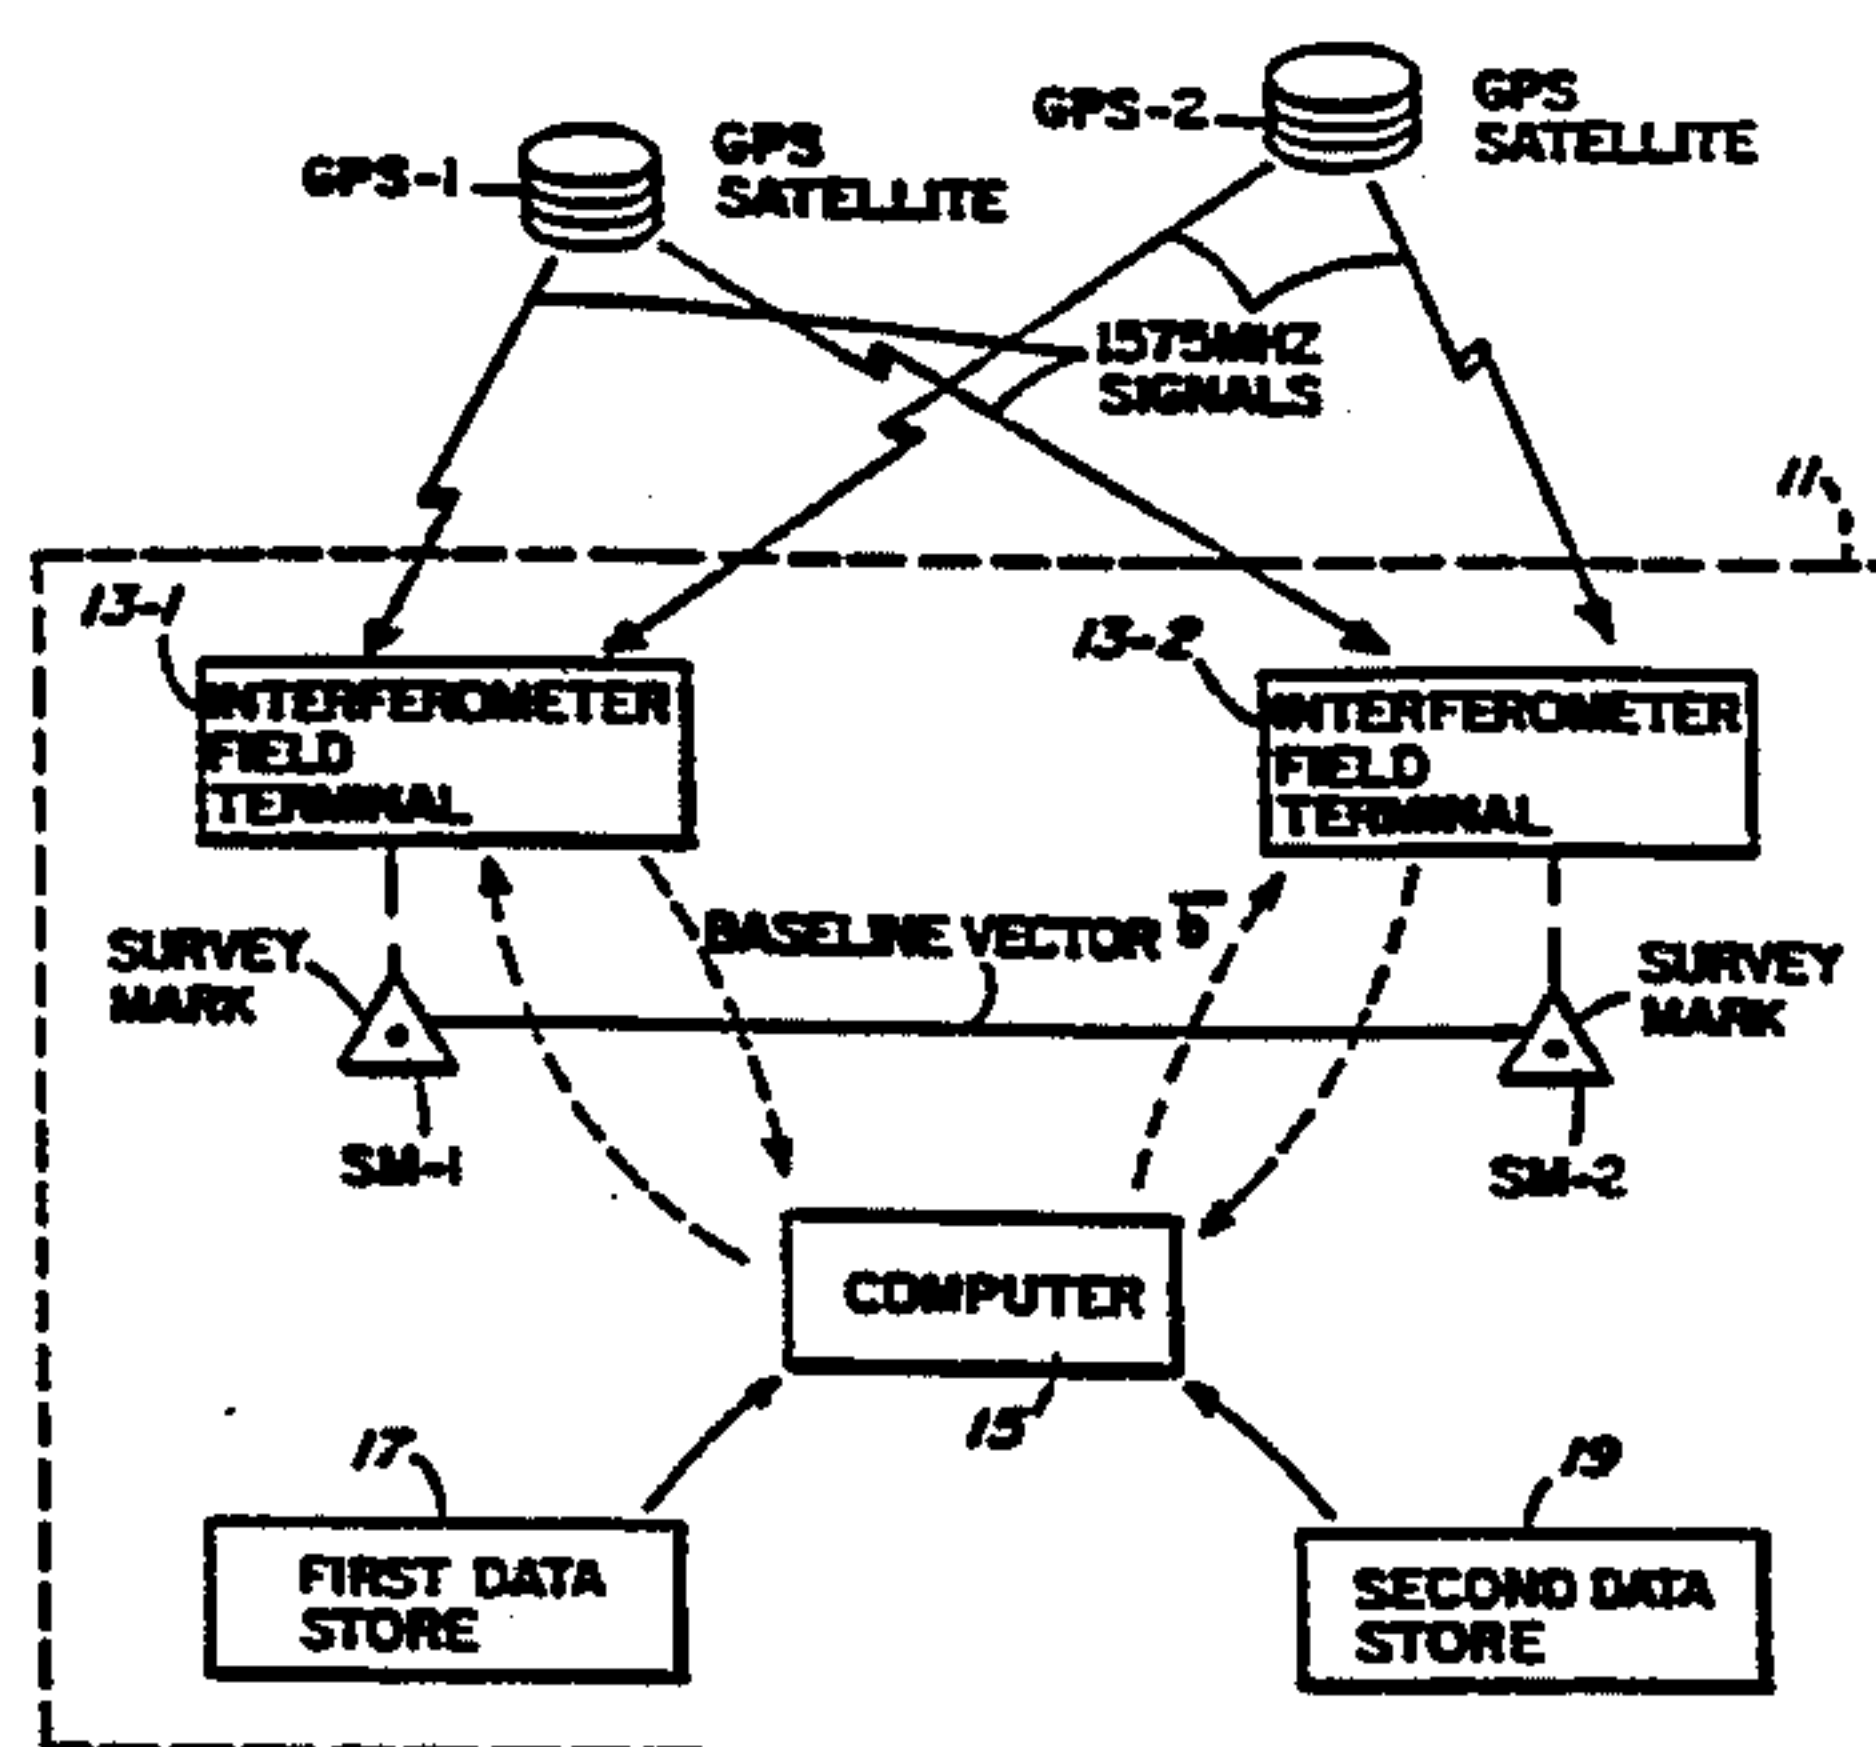 GPS-2
GPS
SATELLITE
GPS-1
GPS
SATELLITE
1575MHZ
SIGNALS
11
13-1
13-2
INTERFEROMETER
FIELD
TERMINAL
INTERFEROMETER
FIELD
TERMINAL
BASELINE VECTOR b̅
SURVEY
MARK
SURVEY
MARK
SM-1
SM-2
COMPUTER
15
17
19
FIRST DATA
STORE
SECOND DATA
STORE